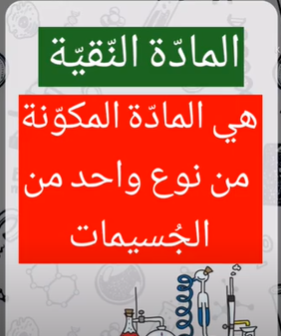 المادّة النّقيّة
هي المادّة المكوّنة
من نوع واحد من
الجُسيمات